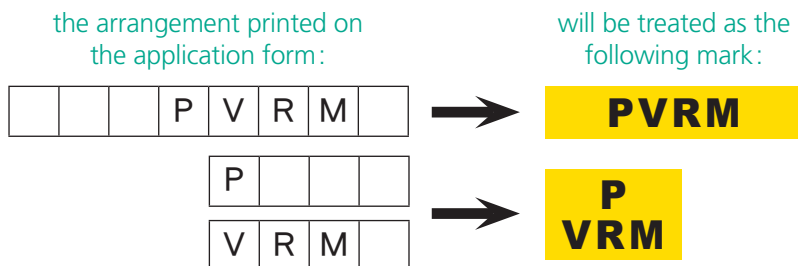 the arrangement printed on
the application form:
will be treated as the
following mark:
P V R M
PVRM
P
V R M
P
VRM